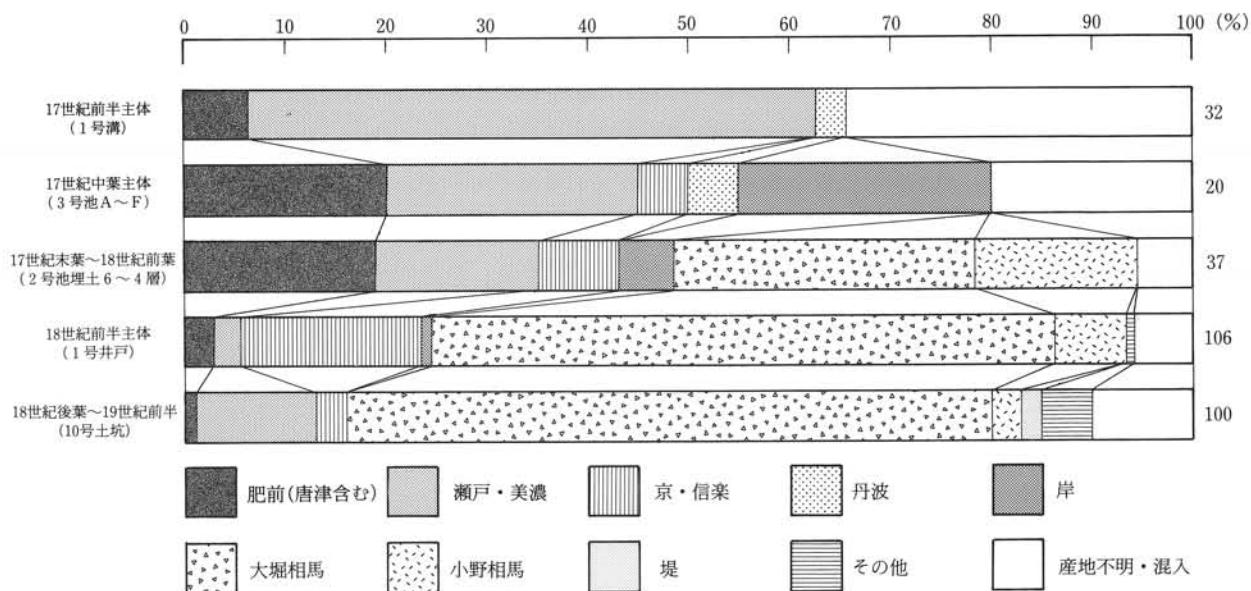 0 10 20 30 40 50 60 70 80 90 100 (%)
17世紀前半主体
(1号溝)
32
17世紀中葉主体
(3号池A～F)
20
17世紀末葉～18世紀前葉
(2号池埋土6～4層)
37
18世紀前半主体
(1号井戸)
106
18世紀後葉～19世紀前半
(10号土坑)
100
肥前(唐津含む) 瀬戸・美濃 京・信楽 丹波 岸
大堀相馬 小野相馬 堤 その他 産地不明・混入